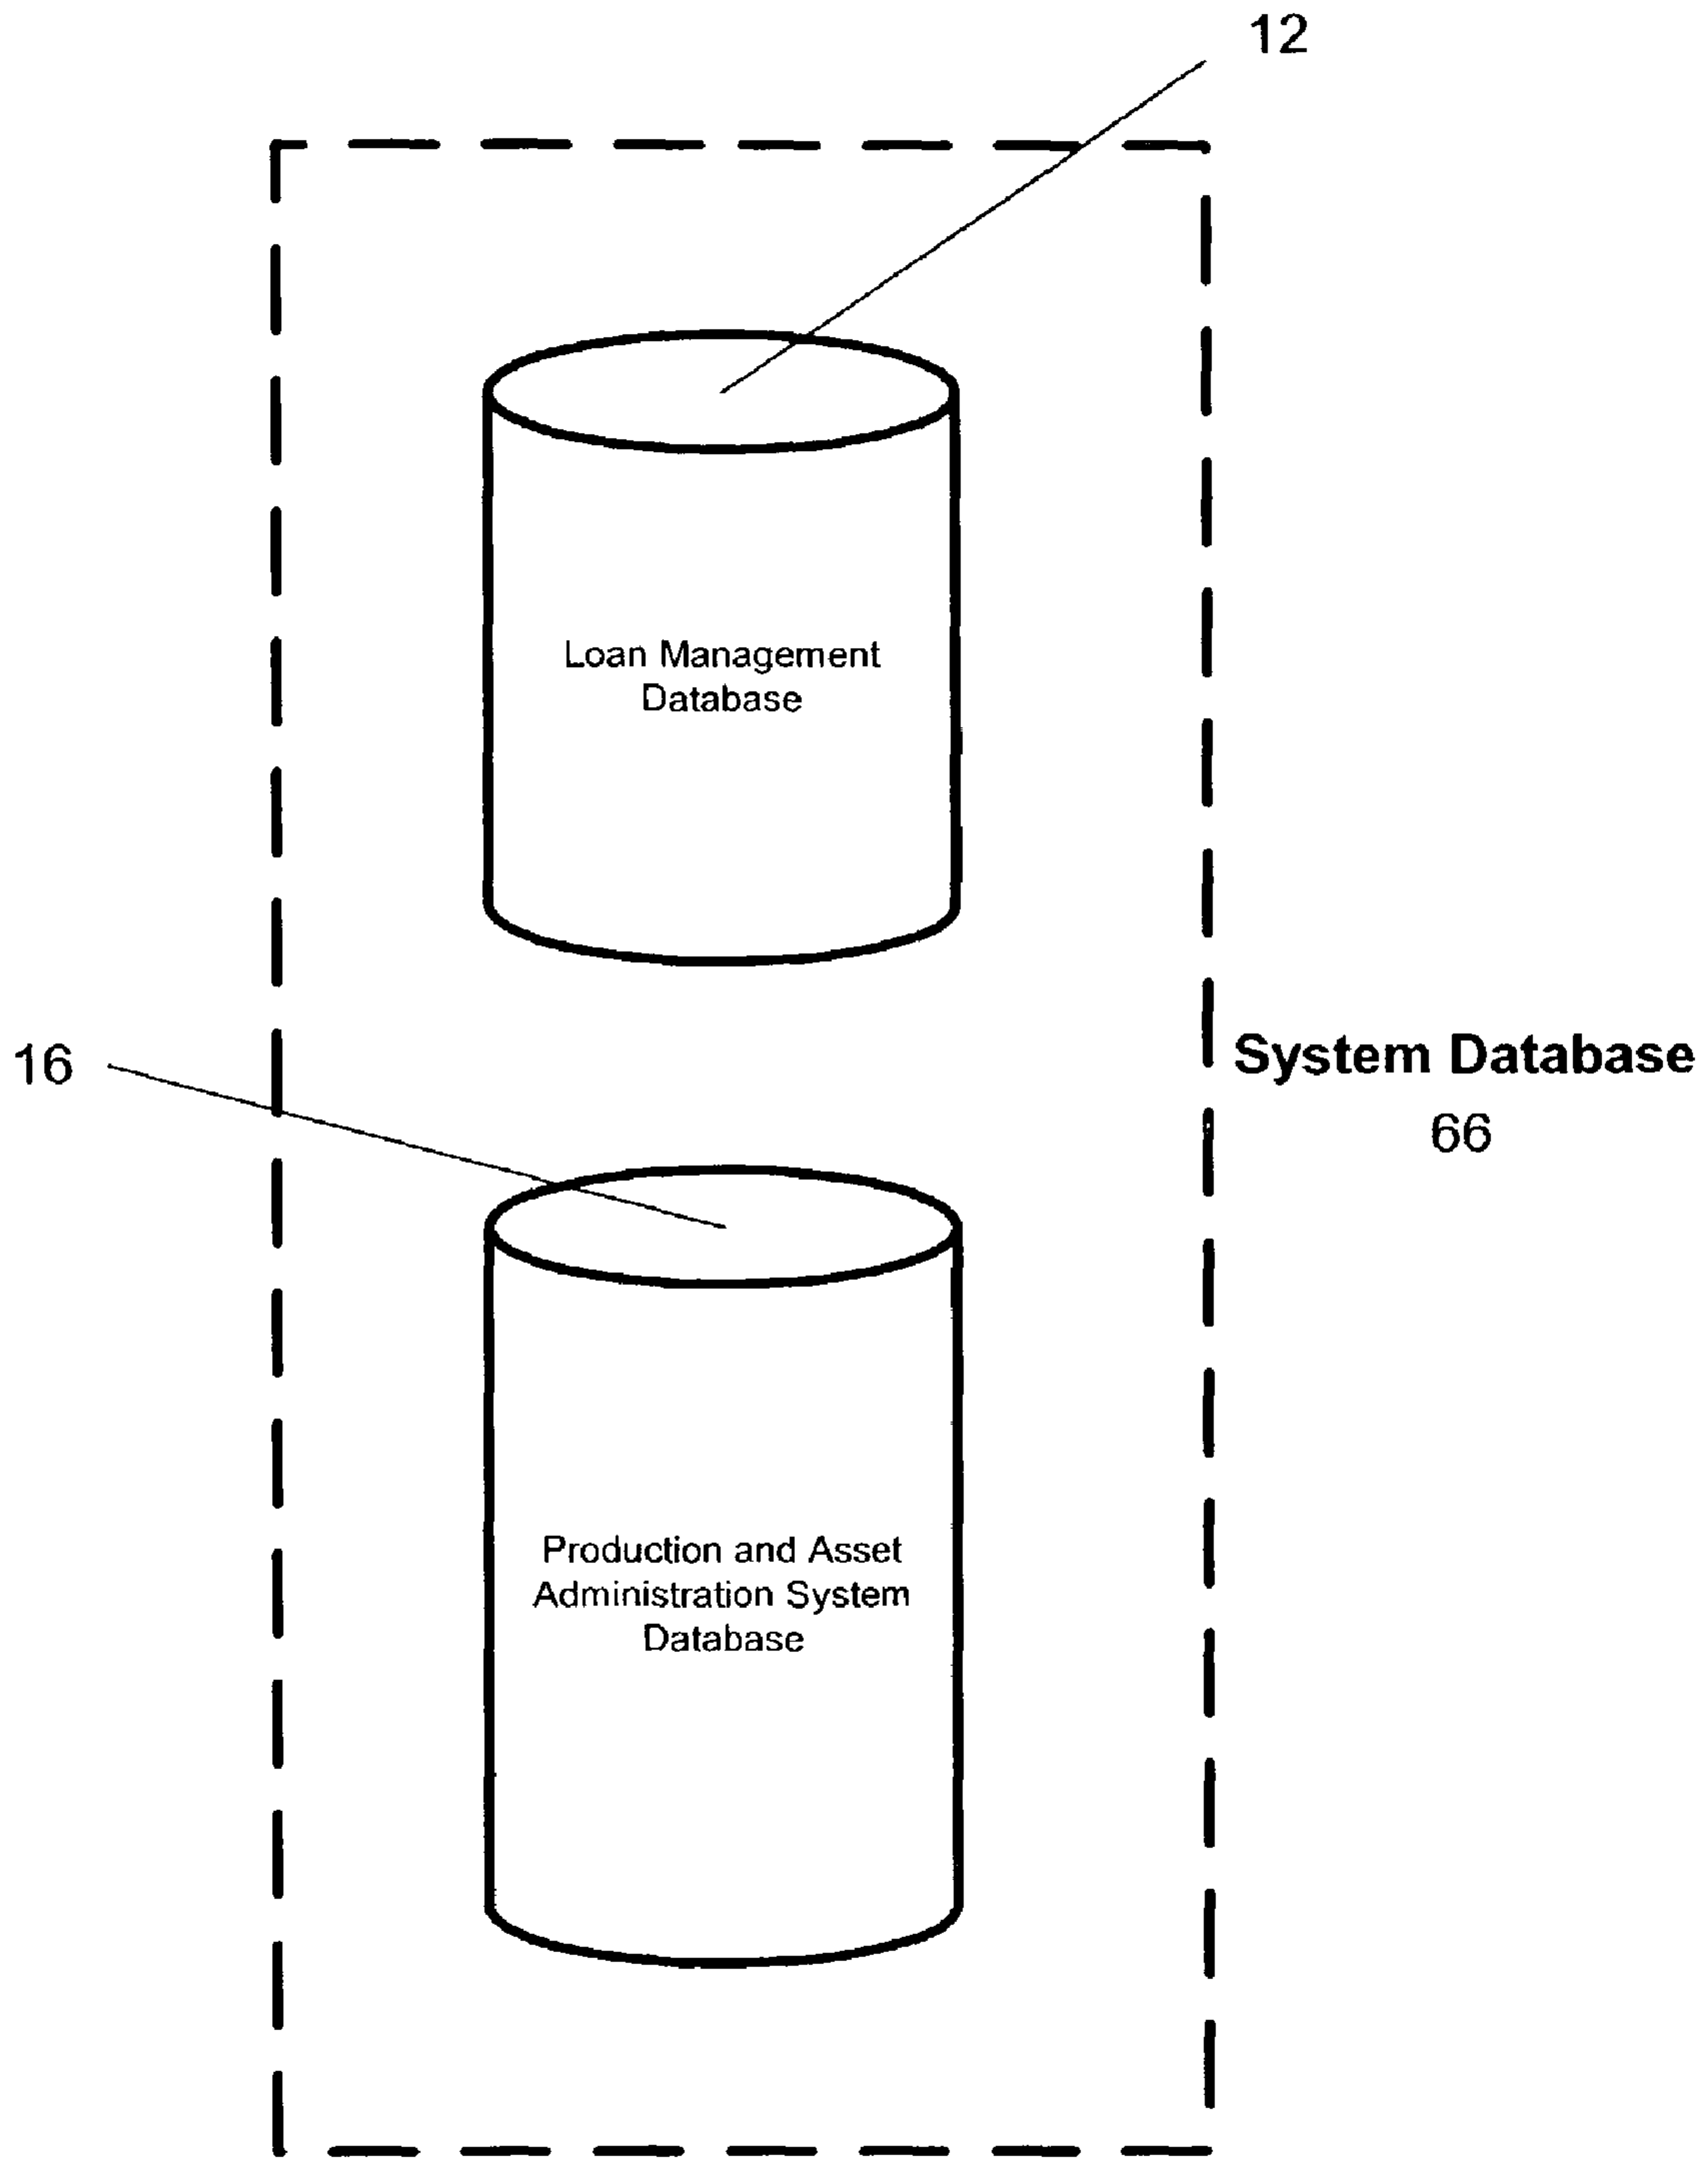 12
Loan Management
Database
16
System Database
66
Production and Asset
Administration System
Database